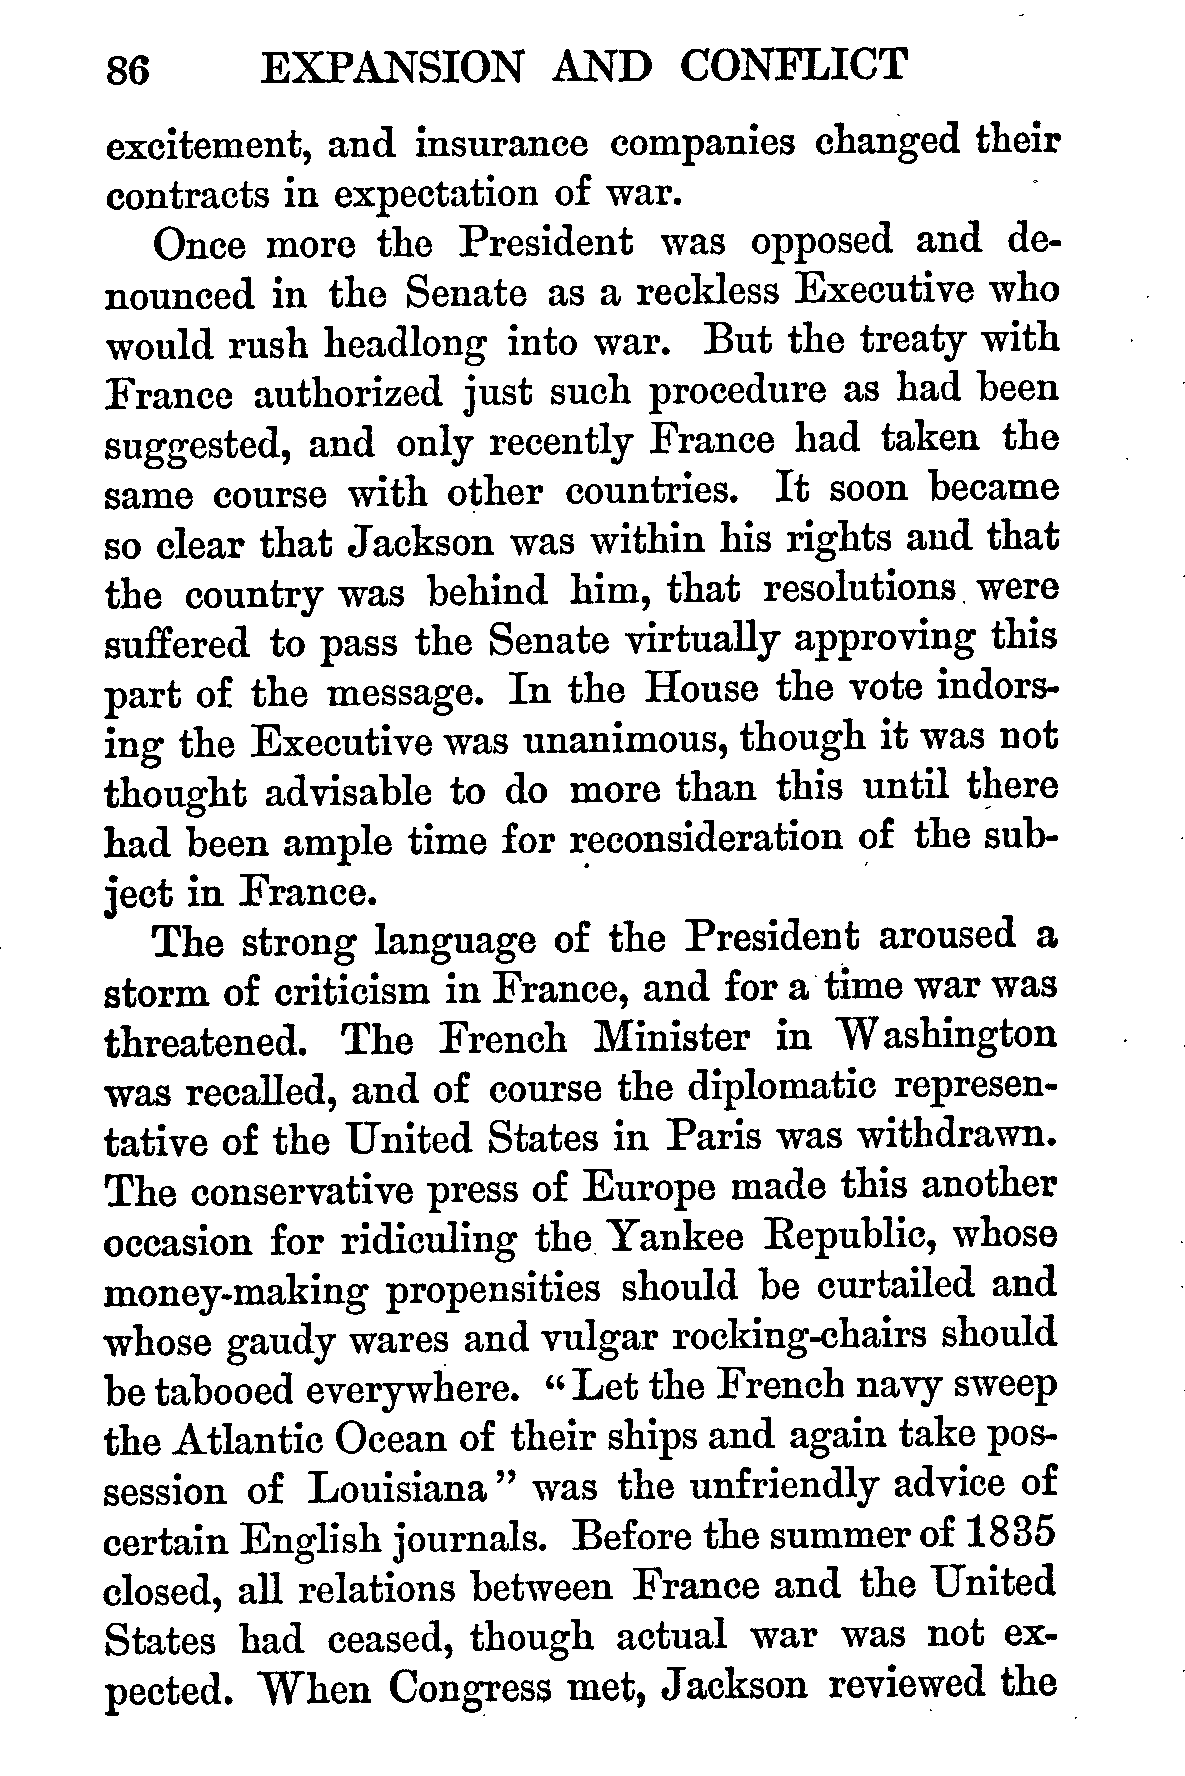 86 EXPANSION AND CONFLICT
excitement, and insurance companies changed their
contracts in expectation of war.
Once more the President was opposed and de-
nounced in the Senate as a reckless Executive who
would rush headlong into war. But the treaty with
France authorized just such procedure as had been
suggested, and only recently France had taken the
same course with other countries. It soon became
so clear that Jackson was within his rights and that
the country was behind him, that resolutions were
suffered to pass the Senate virtually approving this
part of the message. In the House the vote indors-
ing the Executive was unanimous, though it was not
thought advisable to do more than this until there
had been ample time for reconsideration of the sub-
ject in France.
The strong language of the President aroused a
storm of criticism in France, and for a time war was
threatened. The French Minister in Washington
was recalled, and of course the diplomatic represen-
tative of the United States in Paris was withdrawn.
The conservative press of Europe made this another
occasion for ridiculing the Yankee Republic, whose
money-making propensities should be curtailed and
whose gaudy wares and vulgar rocking-chairs should
be tabooed everywhere. “Let the French navy sweep
the Atlantic Ocean of their ships and again take pos-
session of Louisiana” was the unfriendly advice of
certain English journals. Before the summer of 1835
closed, all relations between France and the United
States had ceased, though actual war was not ex-
pected. When Congress met, Jackson reviewed the